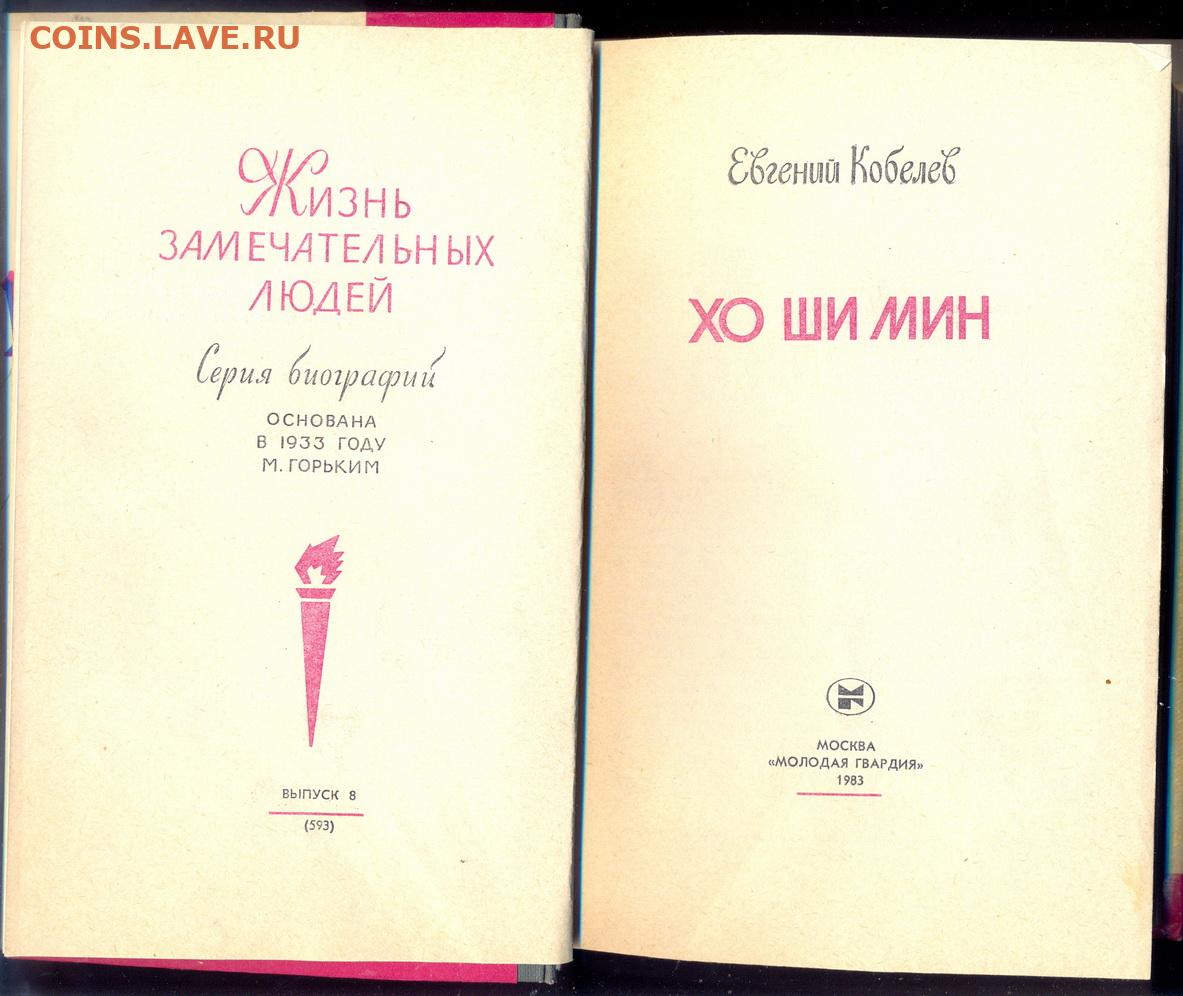 COINS.LAVE.RU
Жизнь
ЗАМЕЧАТЕЛЬНЫХ
ЛЮДЕЙ
Серия биографий
ОСНОВАНА
В 1933 ГОДУ
М. ГОРЬКИМ
ВЫПУСК 8
(593)
Евгений Кобелев
ХО ШИ МИН
МОСКВА
«МОЛОДАЯ ГВАРДИЯ»
1983